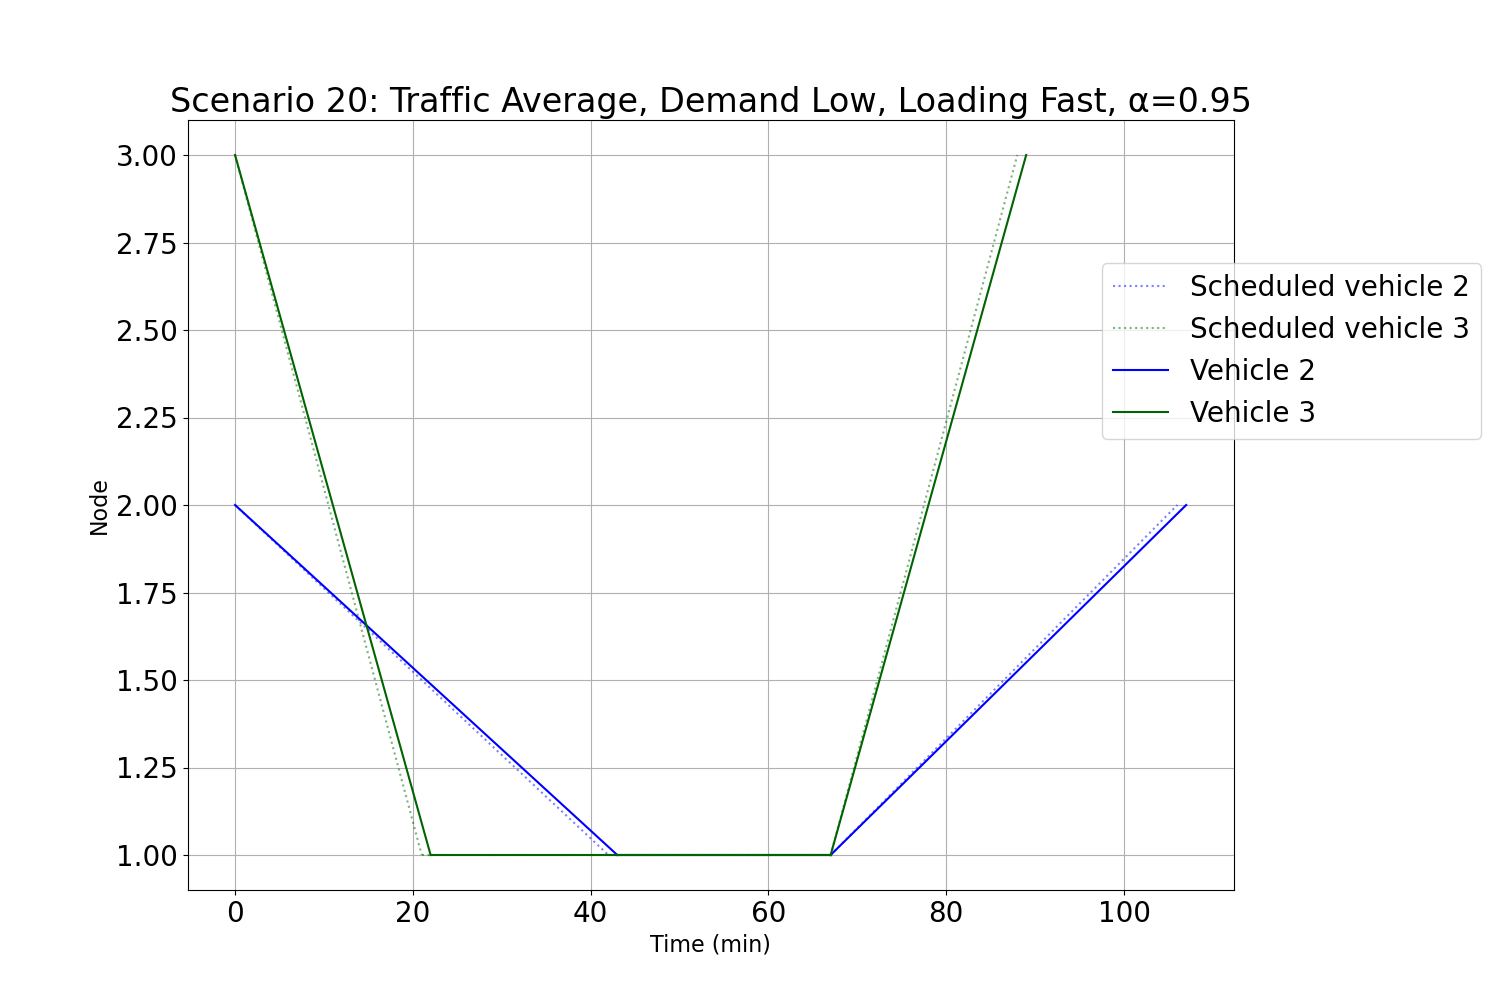 Scenario 20: Traffic Average, Demand Low, Loading Fast, α=0.95
3.00
2.75
2.50
2.25
2.00
1.75
1.50
1.25
1.00
Node
0 20 40 60 80 100
Time (min)
Scheduled vehicle 2
Scheduled vehicle 3
Vehicle 2
Vehicle 3